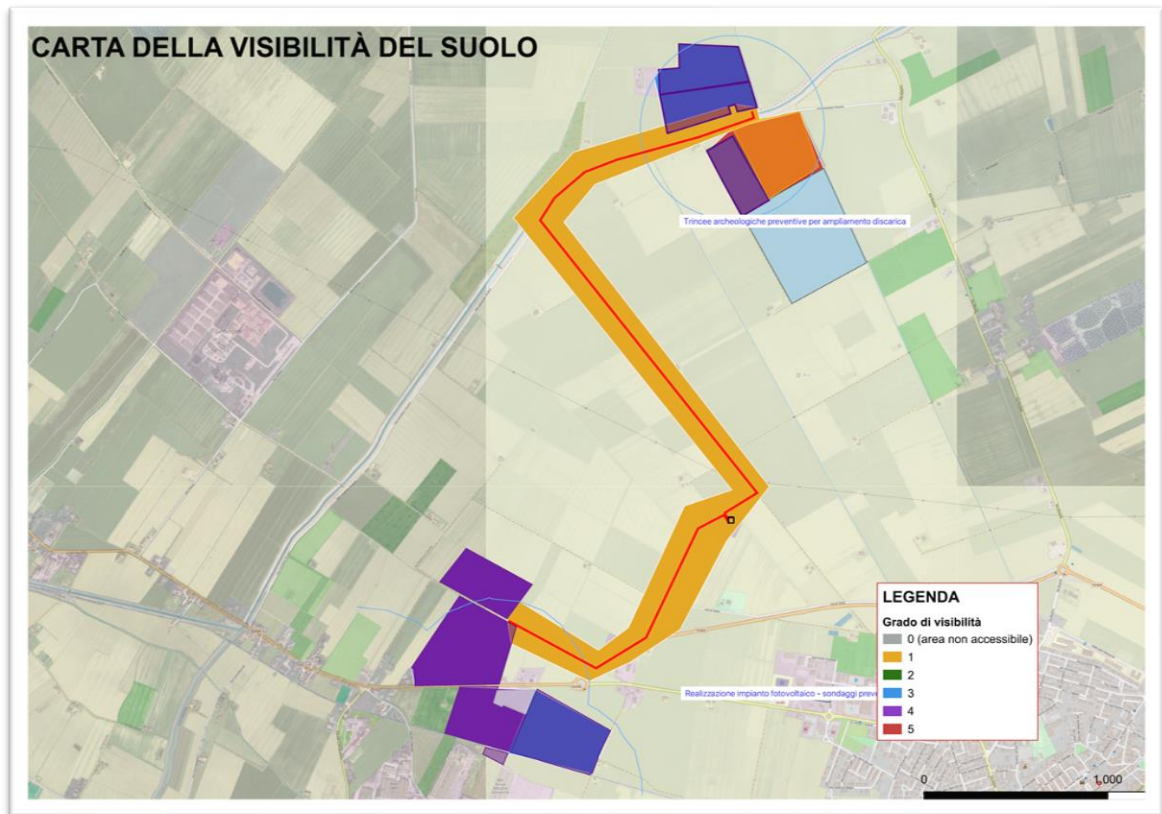 CARTA DELLA VISIBILITÀ DEL SUOLO
Trincee archeologiche preventive per ampliamento discarica
Realizzazione impianto fotovoltaico - sondaggi prev
LEGENDA
Grado di visibilità
0 (area non accessibile)
1
2
3
4
5
0
1.000